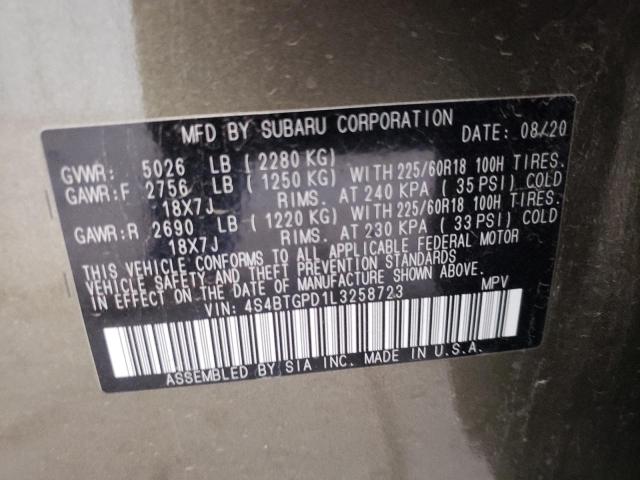 MFD BY SUBARU CORPORATION DATE: 08/20
GVWR: 5026 LB (2280 KG)
GAWR:F 2756 LB (1250 KG) WITH 225/60R18 100H TIRES.
18X7J RIMS. AT 240 KPA (35 PSI) COLD
GAWR:R 2690 LB (1220 KG) WITH 225/60R18 100H TIRES.
18X7J RIMS. AT 230 KPA (33 PSI) COLD
THIS VEHICLE CONFORMS TO ALL APPLICABLE FEDERAL MOTOR
VEHICLE SAFETY AND THEFT PREVENTION STANDARDS
IN EFFECT ON THE DATE OF MANUFACTURE SHOWN ABOVE.
VIN: 4S4BTGPD1L3258723 MPV
ASSEMBLED BY SIA INC. MADE IN U.S.A.